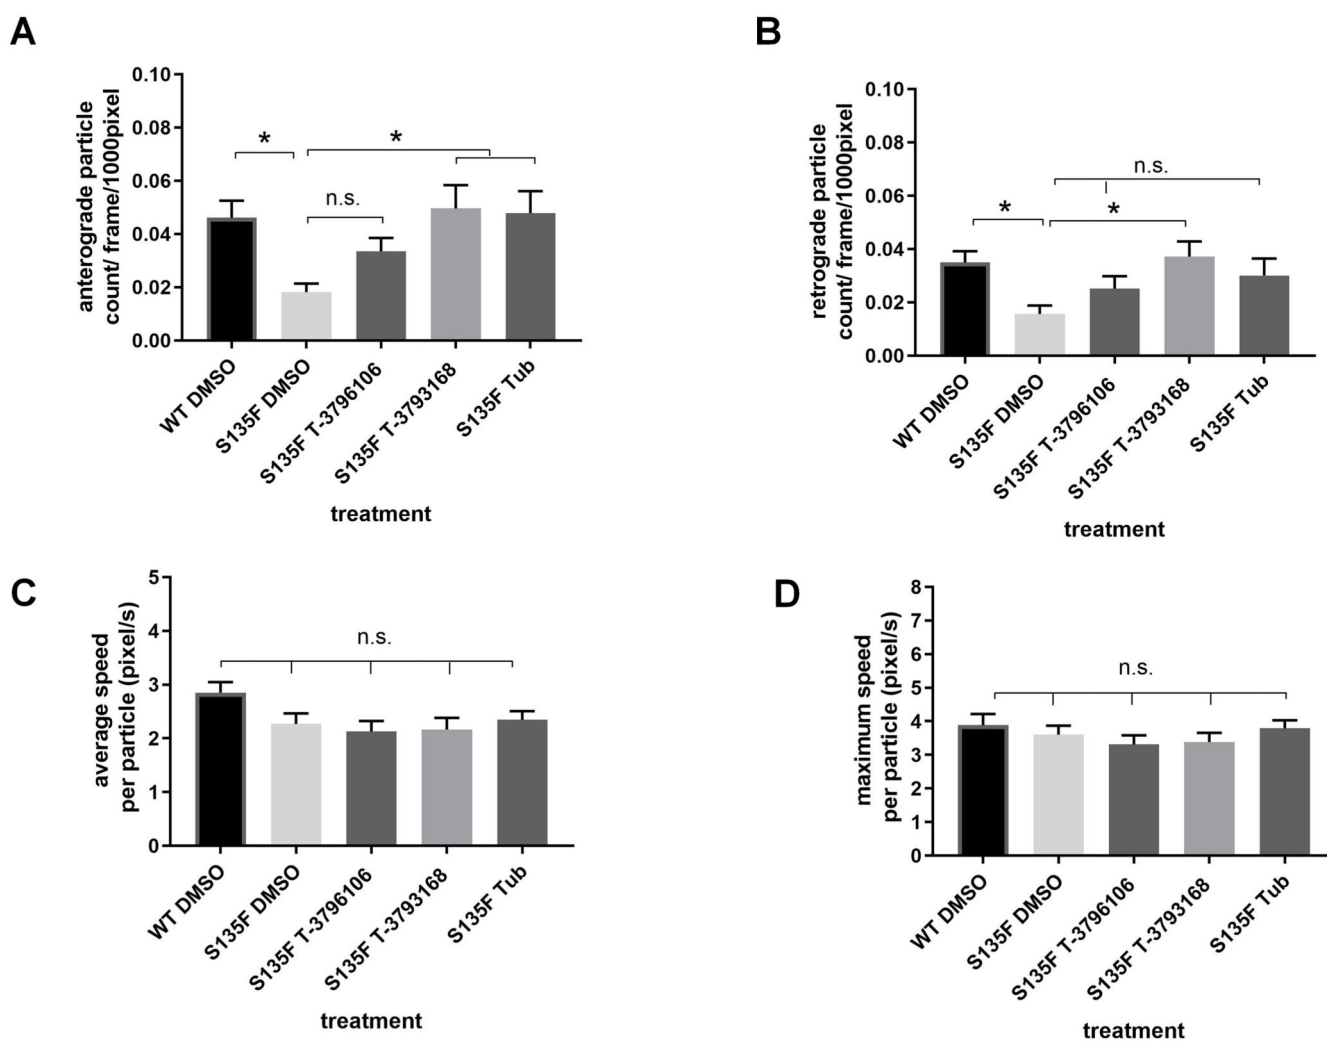 A
anterograde particle
count/ frame/1000pixel
0.10
0.08
0.06
0.04
0.02
0.00
*
*
n.s.
WT DMSO
S135F DMSO
S135F T-3796106
S135F T-3793168
S135F Tub
treatment
B
retrograde particle
count/ frame/1000pixel
0.10
0.08
0.06
0.04
0.02
0.00
n.s.
*
*
WT DMSO
S135F DMSO
S135F T-3796106
S135F T-3793168
S135F Tub
treatment
C
average speed
per particle (pixel/s)
5
4
3
2
1
0
n.s.
WT DMSO
S135F DMSO
S135F T-3796106
S135F T-3793168
S135F Tub
treatment
D
maximum speed
per particle (pixel/s)
8
7
6
5
4
3
2
1
0
n.s.
WT DMSO
S135F DMSO
S135F T-3796106
S135F T-3793168
S135F Tub
treatment